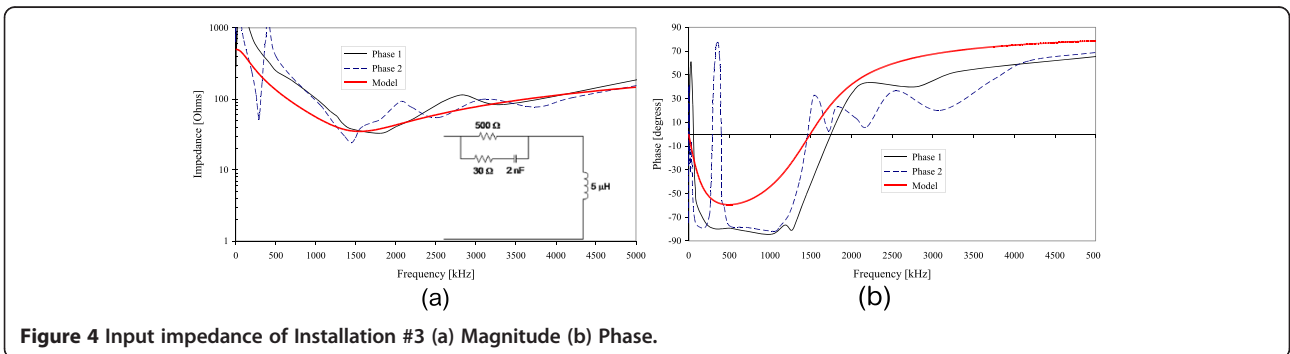 1000
100
10
1
Impedance [Ohms]
Phase 1
Phase 2
Model
500 Ω
30 Ω
2 nF
5 µH
0 500 1000 1500 2000 2500 3000 3500 4000 4500 5000
Frequency [kHz]
(a)
90
70
50
30
10
-10
-30
-50
-70
-90
Phase [degress]
Phase 1
Phase 2
Model
0 500 1000 1500 2000 2500 3000 3500 4000 4500 5000
Frequency [kHz]
(b)
Figure 4 Input impedance of Installation #3 (a) Magnitude (b) Phase.